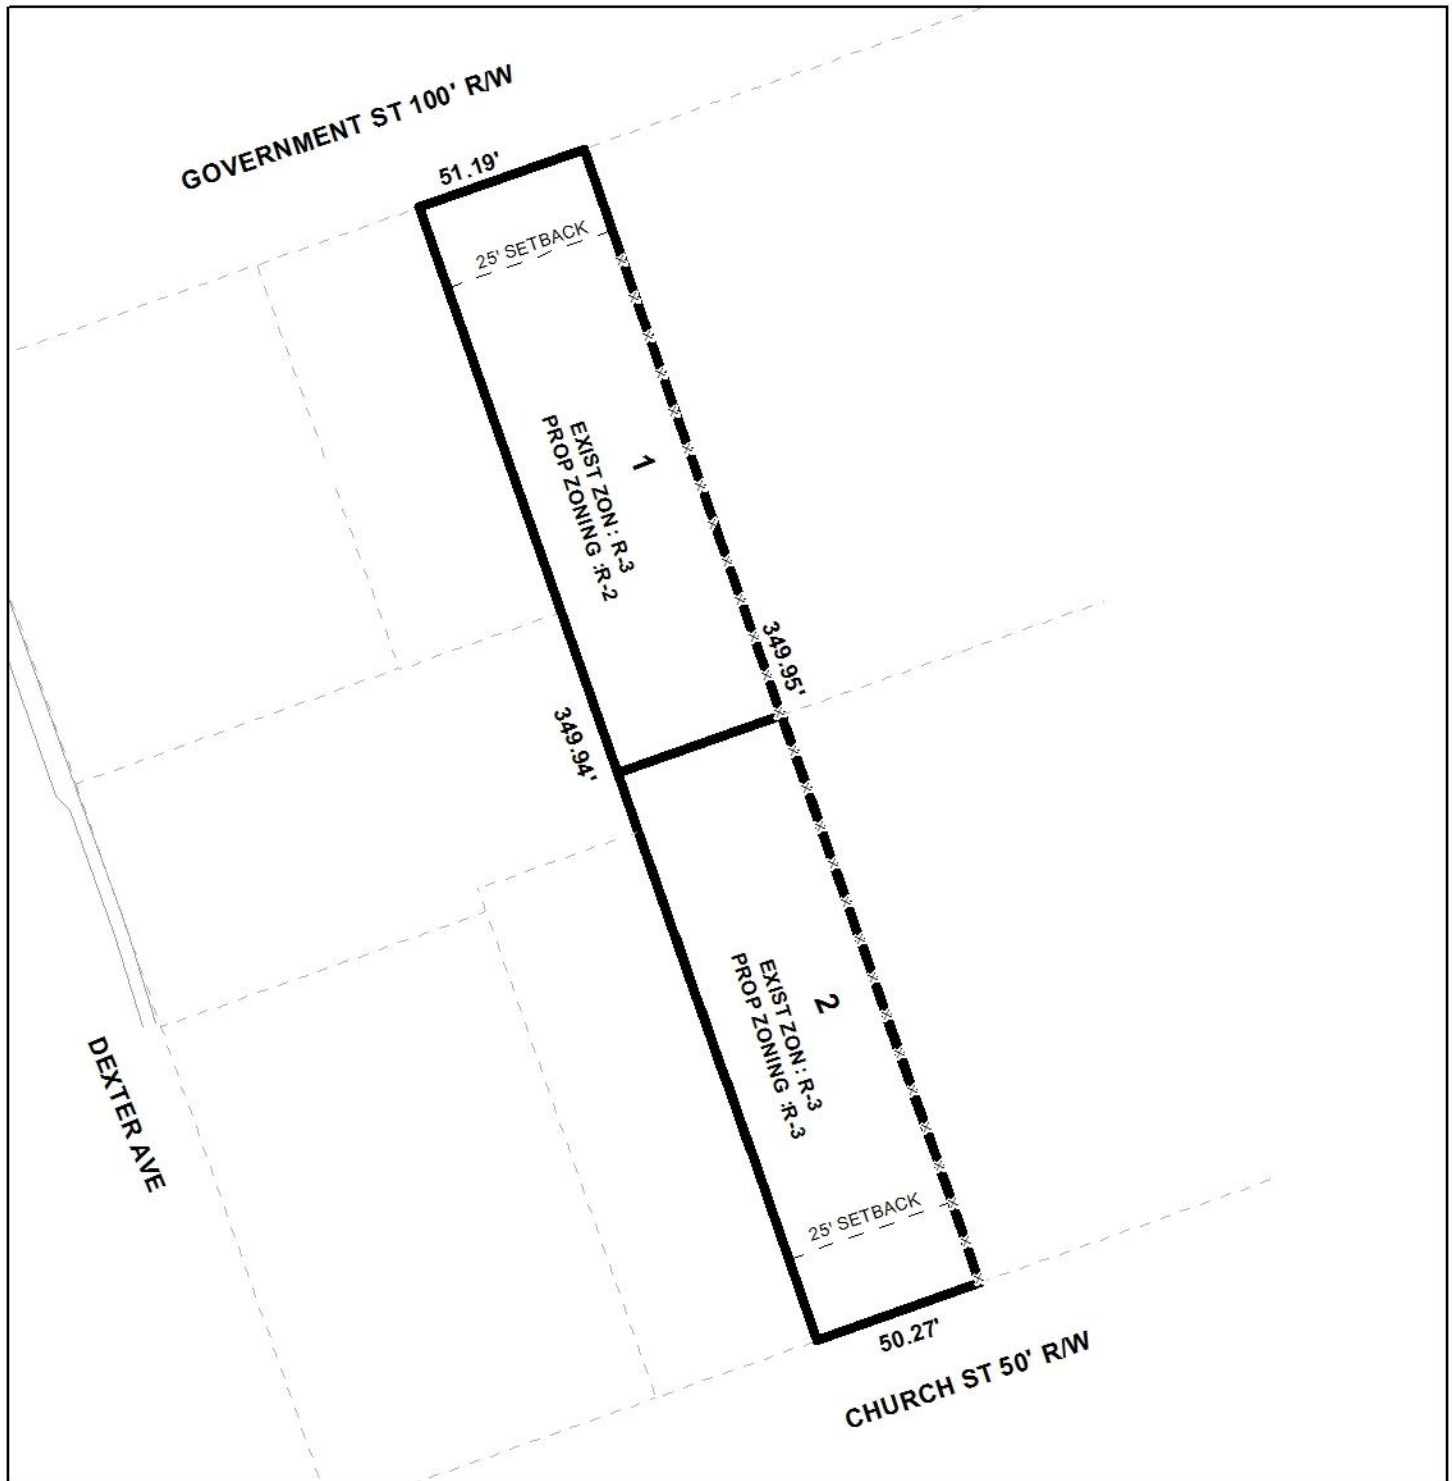 GOVERNMENT ST 100' R/W
51.19'
25' SETBACK
1
EXIST ZON: R-3
PROP ZONING :R-2
349.95'
349.94'
2
EXIST ZON: R-3
PROP ZONING :R-3
DEXTER AVE
25' SETBACK
50.27'
CHURCH ST 50' R/W